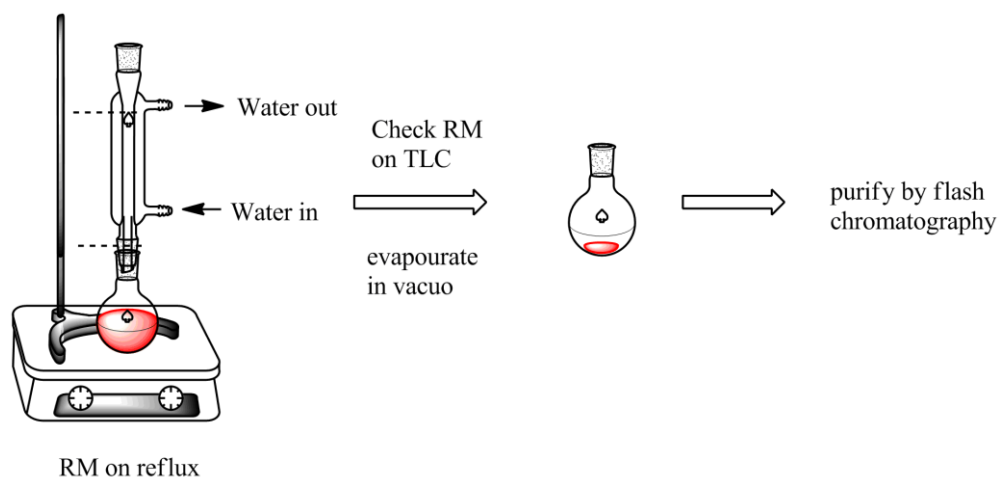 Water out
Water in
RM on reflux
Check RM
on TLC
evapourate
in vacuo
purify by flash
chromatography